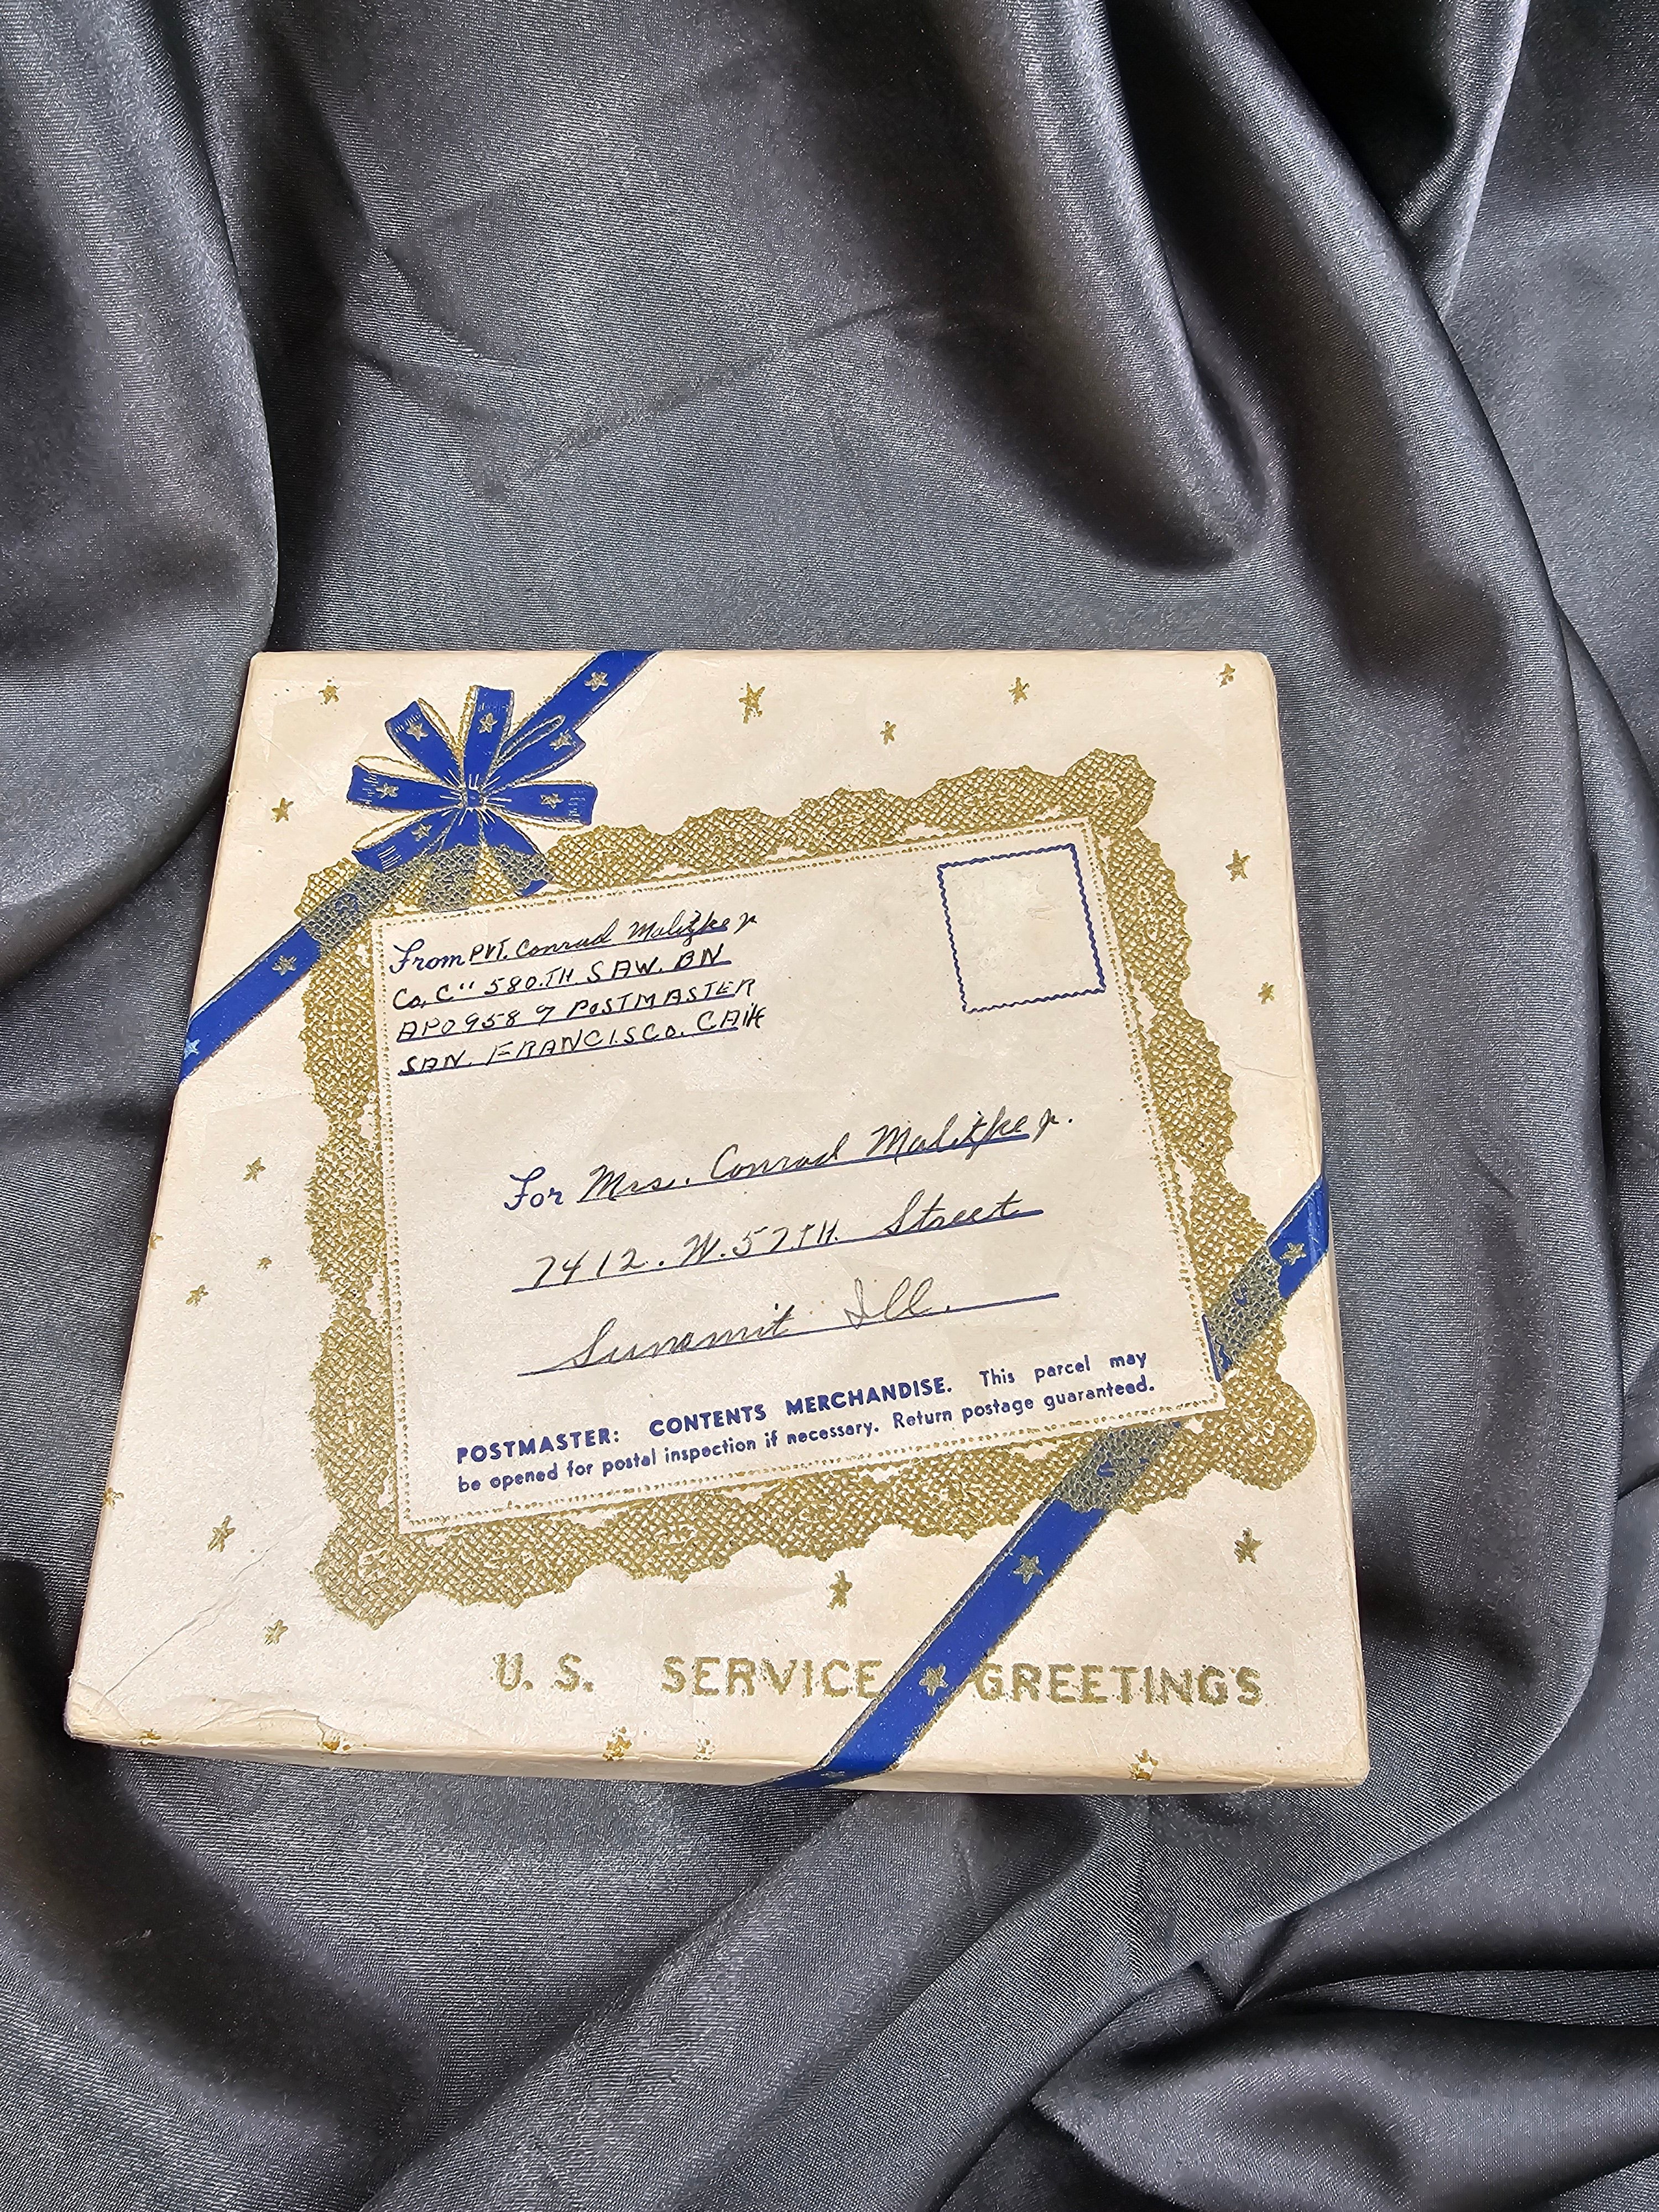 From PVT. Conrad Malitzke Jr
Co. C" 580.TH. S.A.W. BN
APO 958 % POSTMASTER
SAN. FRANCISCO. CALIF
For Mrs. Conrad Malitzke Jr.
7412. W. 57.TH. Street
Summit Ill.
POSTMASTER: CONTENTS MERCHANDISE. This parcel may
be opened for postal inspection if necessary. Return postage guaranteed.
U. S. SERVICE GREETINGS